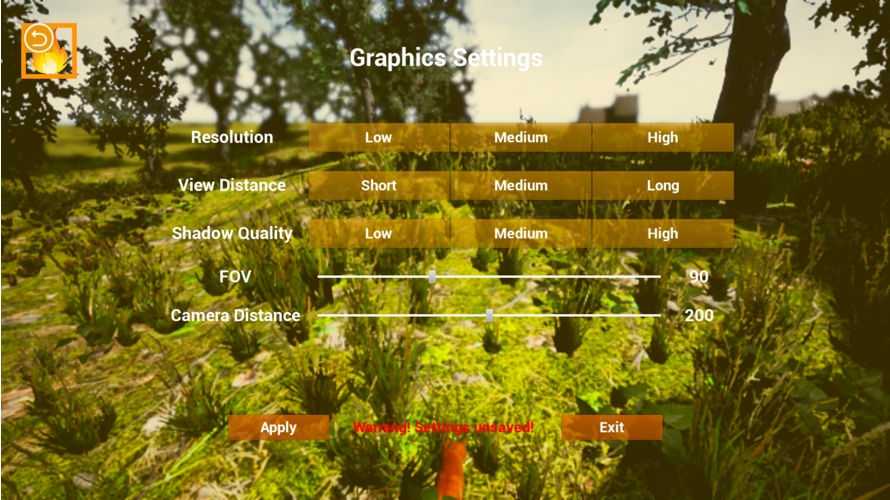 Graphics Settings
Resolution Low Medium High
View Distance Short Medium Long
Shadow Quality Low Medium High
FOV 90
Camera Distance 200
Apply Warning! Settings unsaved! Exit